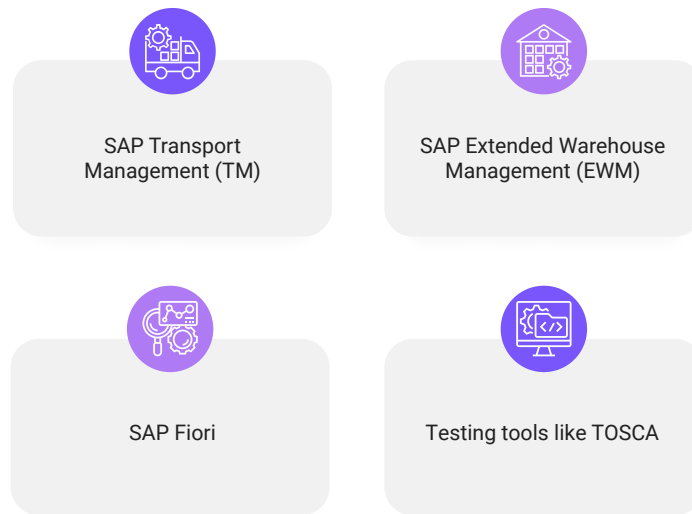 SAP Transport
Management (TM)
SAP Extended Warehouse
Management (EWM)
SAP Fiori
Testing tools like TOSCA